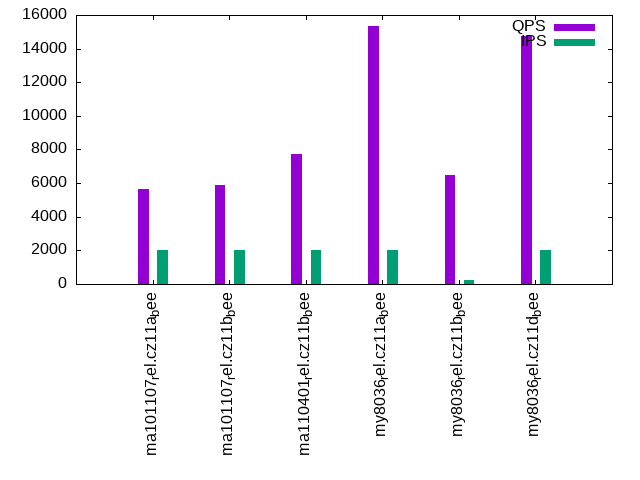 16000
14000
12000
10000
8000
6000
4000
2000
0
QPS
IPS
ma101107rel.cz11abee
ma101107rel.cz11bbee
ma110401rel.cz11bbee
my8036rel.cz11abee
my8036rel.cz11bbee
my8036rel.cz11dbee